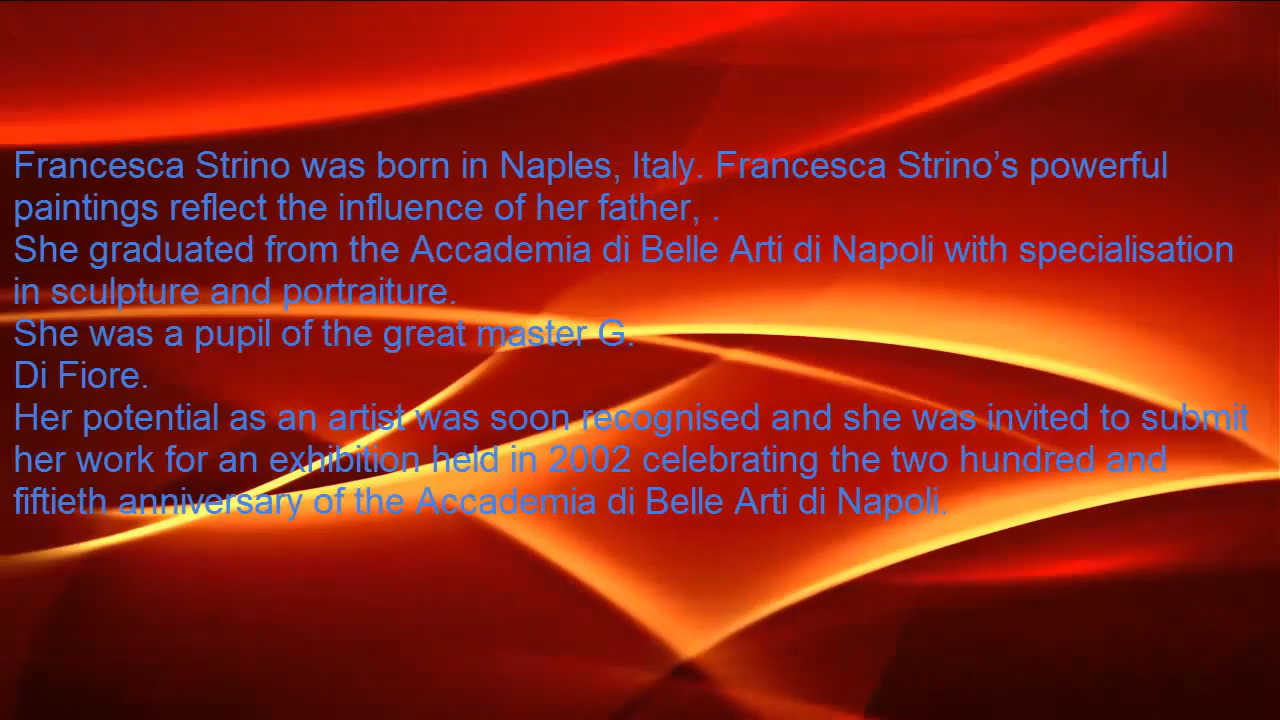 Francesca Strino was born in Naples, Italy. Francesca Strino’s powerful
paintings reflect the influence of her father, .
She graduated from the Accademia di Belle Arti di Napoli with specialisation
in sculpture and portraiture.
She was a pupil of the great master G.
Di Fiore.
Her potential as an artist was soon recognised and she was invited to submit
her work for an exhibition held in 2002 celebrating the two hundred and
fiftieth anniversary of the Accademia di Belle Arti di Napoli.